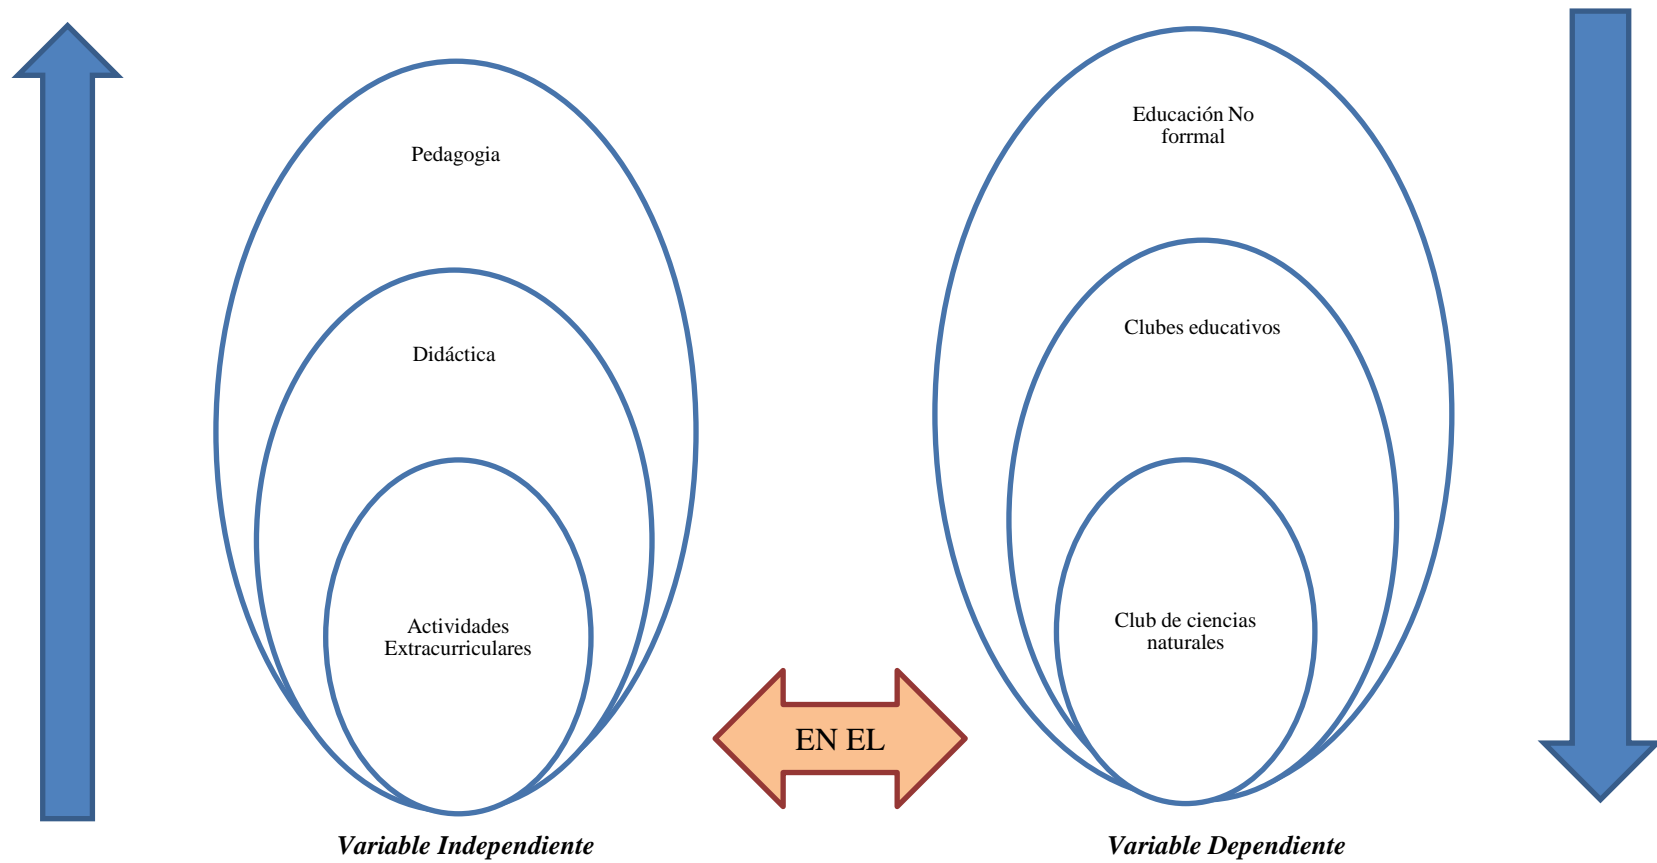 Pedagogia
Didáctica
Actividades
Extracurriculares
Variable Independiente
EN EL
Educación No
forrmal
Clubes educativos
Club de ciencias
naturales
Variable Dependiente